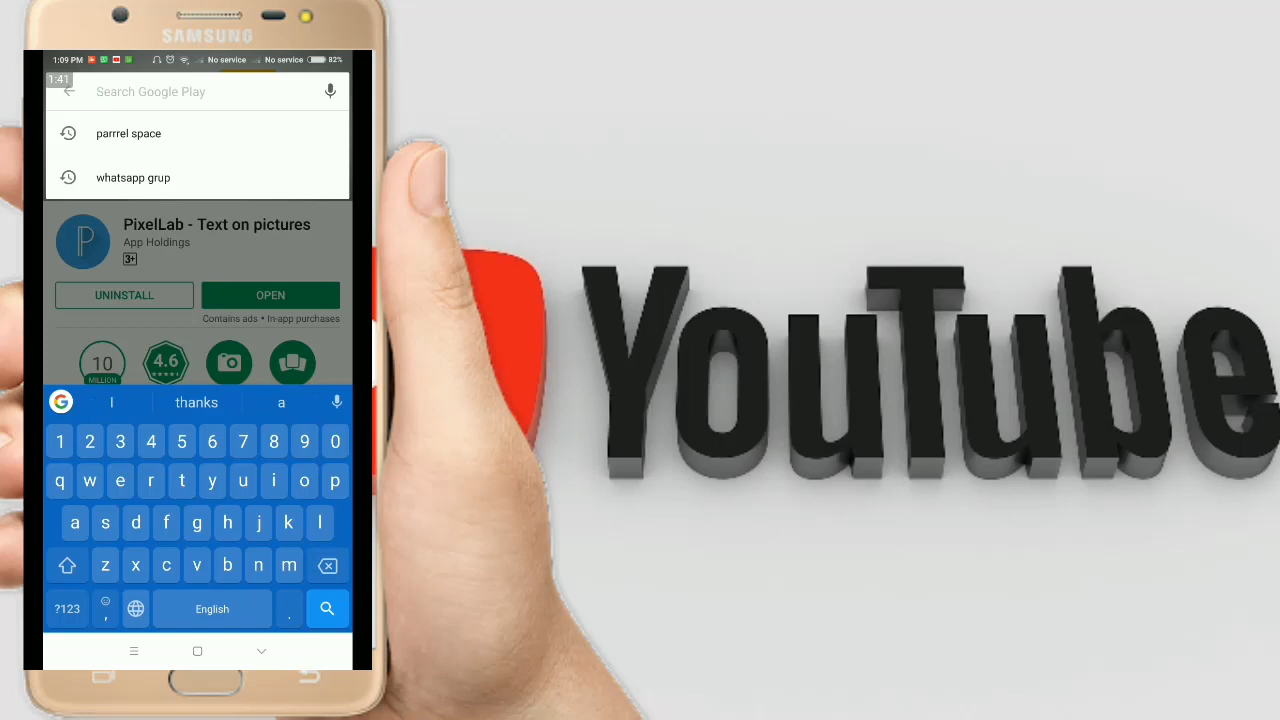 SAMSUNG
1:09 PM No service No service 82%
1:41
Search Google Play
parrrel space
whatsapp grup
PixelLab - Text on pictures
App Holdings
3+
UNINSTALL OPEN
Contains ads • In-app purchases
10 4.6
MILLION
G I thanks a
1 2 3 4 5 6 7 8 9 0
q w e r t y u i o p
a s d f g h j k l
z x c v b n m
?123 , English .
YouTube